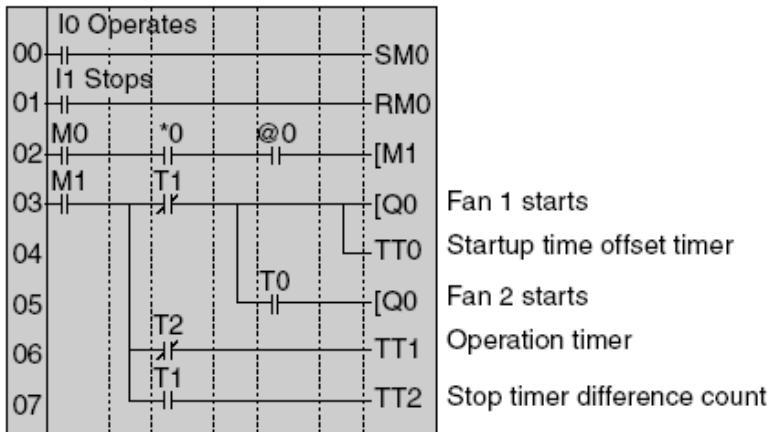 I0 Operates
00 SM0
I1 Stops
01 RM0
M0 *0 @0
02 [M1
M1 T1
03 [Q0 Fan 1 starts
04 TT0 Startup time offset timer
T0
05 [Q0 Fan 2 starts
T2
06 TT1 Operation timer
T1
07 TT2 Stop timer difference count